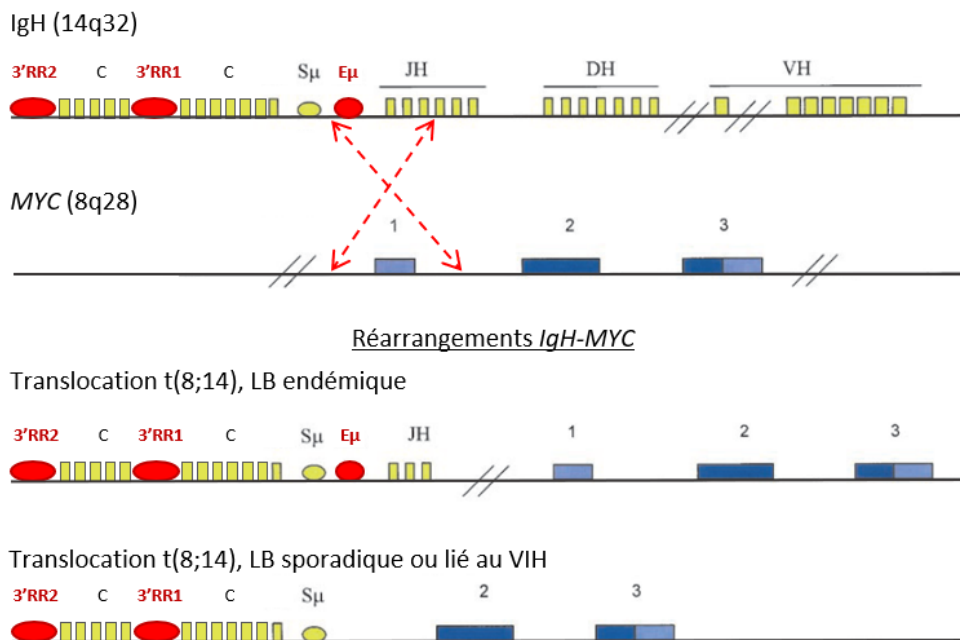 IgH (14q32)
3'RR2 C 3'RR1 C Sμ Eμ JH DH VH
MYC (8q28)
1 2 3
Réarrangements IgH-MYC
Translocation t(8;14), LB endémique
3'RR2 C 3'RR1 C Sμ Eμ JH 1 2 3
Translocation t(8;14), LB sporadique ou lié au VIH
3'RR2 C 3'RR1 C Sμ 2 3